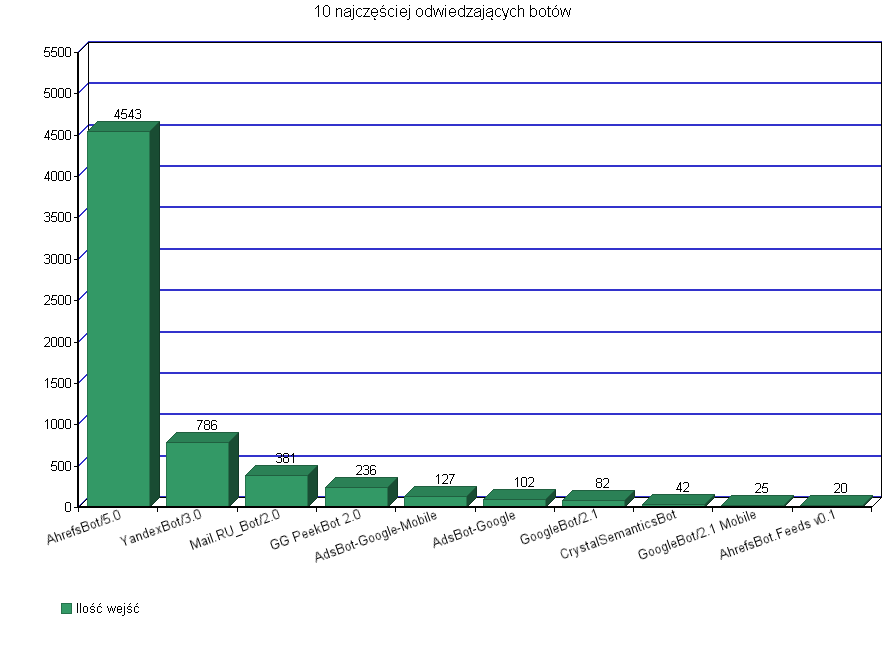 10 najczęściej odwiedzających botów
5500
5000
4500
4000
3500
3000
2500
2000
1500
1000
500
0
4543
786
381
236
127
102
82
42
25
20
AhrefsBot/5.0
YandexBot/3.0
Mail.RU_Bot/2.0
GG PeekBot 2.0
AdsBot-Google-Mobile
AdsBot-Google
GoogleBot/2.1
CrystalSemanticsBot
GoogleBot/2.1 Mobile
AhrefsBot.Feeds v0.1
Ilość wejść